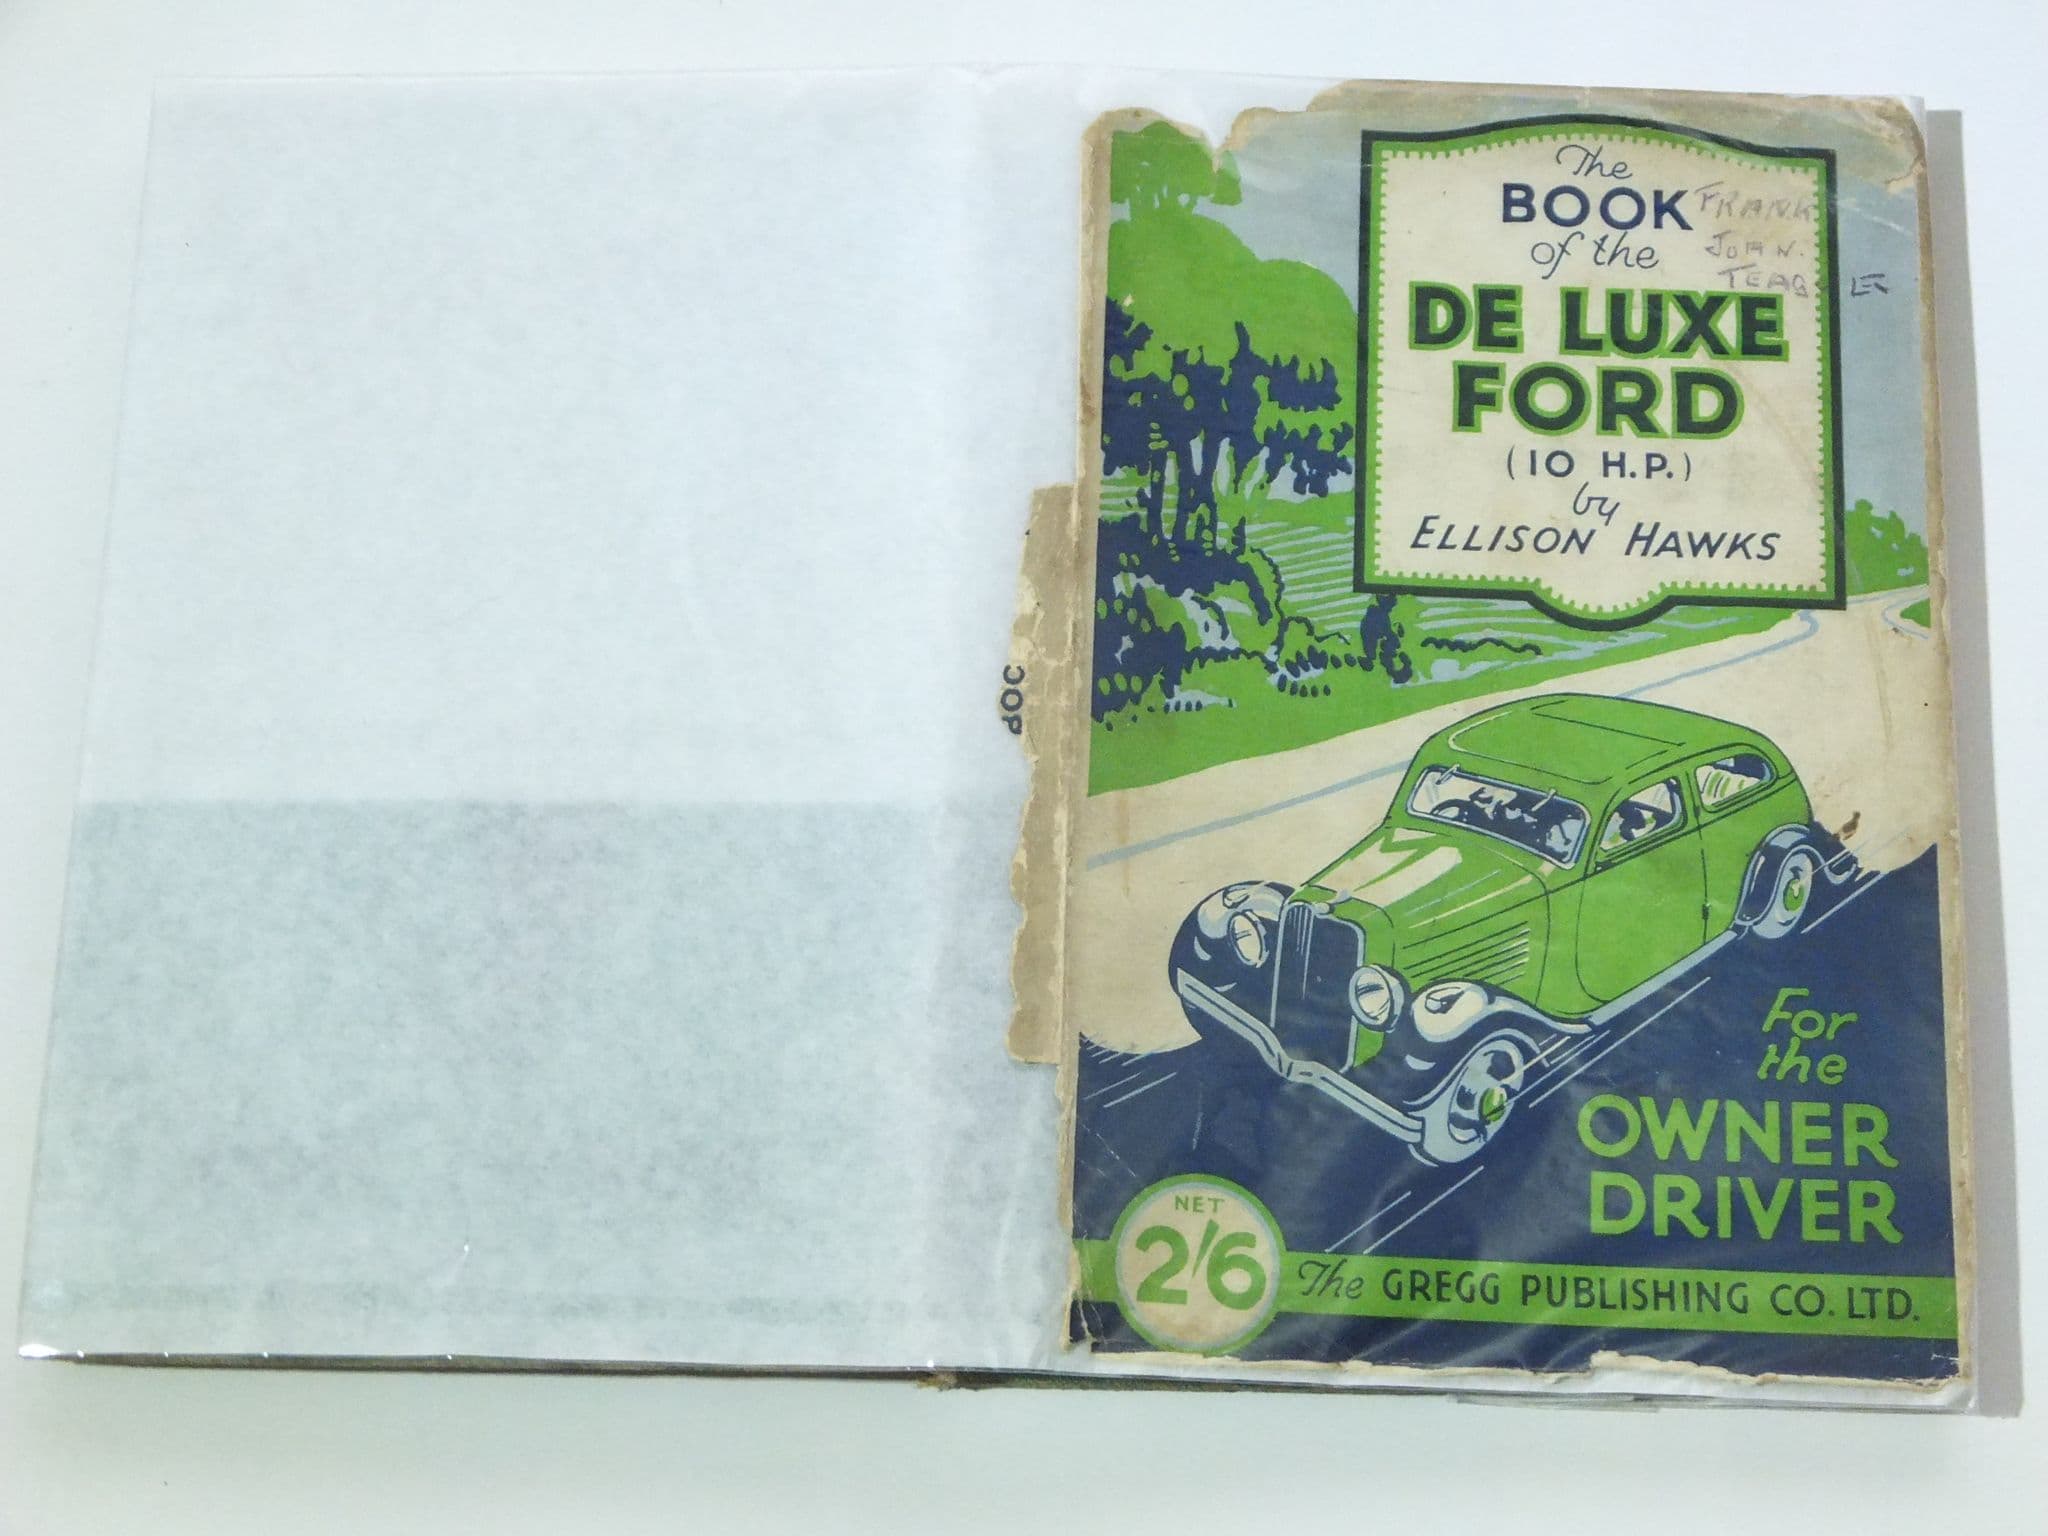 The
BOOK
of the
DE LUXE
FORD
(10 H.P.)
by
ELLISON HAWKS
FRANK
JOHN.
TEAGLE
For
the
OWNER
DRIVER
NET
2/6
The GREGG PUBLISHING CO. LTD.